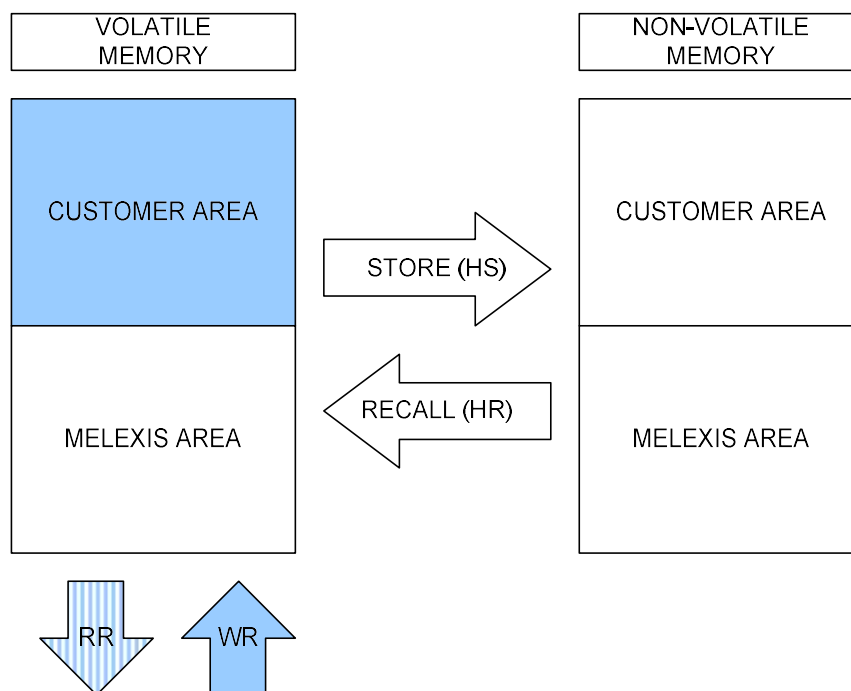 VOLATILE
MEMORY
NON-VOLATILE
MEMORY
CUSTOMER AREA
CUSTOMER AREA
STORE (HS)
RECALL (HR)
MELEXIS AREA
MELEXIS AREA
RR
WR